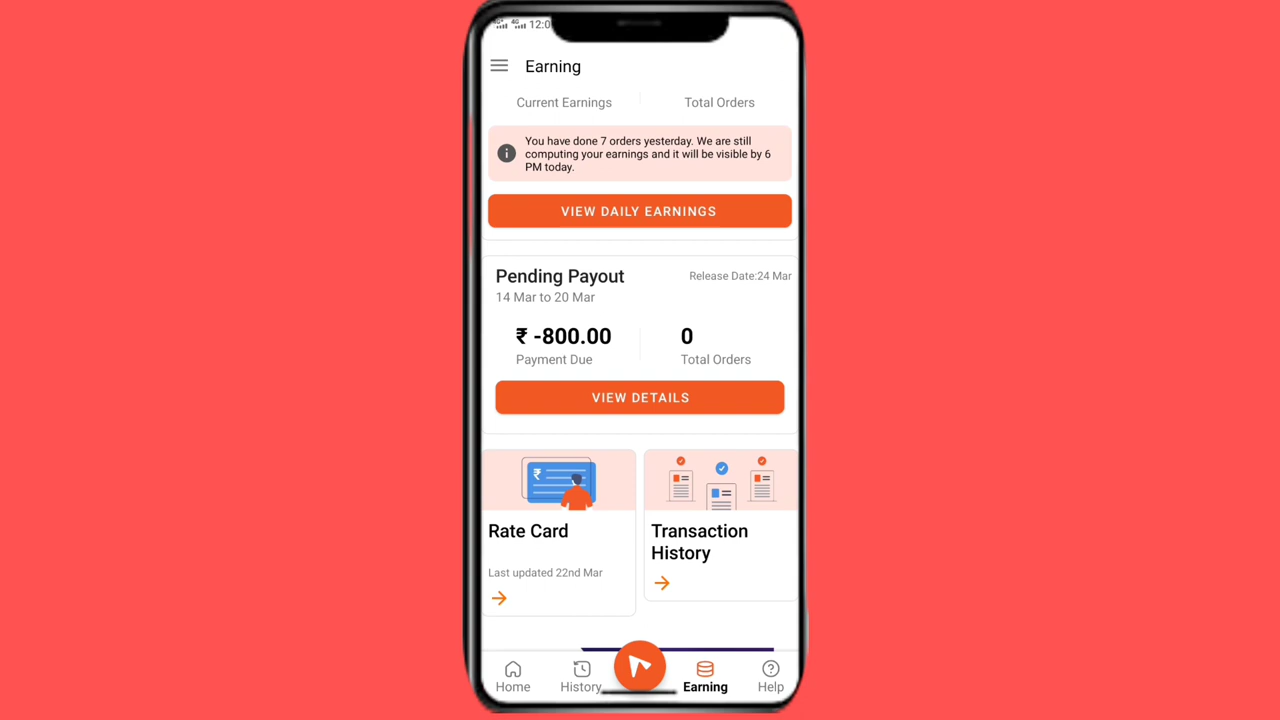 12:0
Earning
Current Earnings
Total Orders
You have done 7 orders yesterday. We are still
computing your earnings and it will be visible by 6
PM today.
VIEW DAILY EARNINGS
Pending Payout
Release Date:24 Mar
14 Mar to 20 Mar
₹ -800.00
0
Payment Due
Total Orders
VIEW DETAILS
₹
Rate Card
Transaction
History
Last updated 22nd Mar
Home
History
Earning
Help